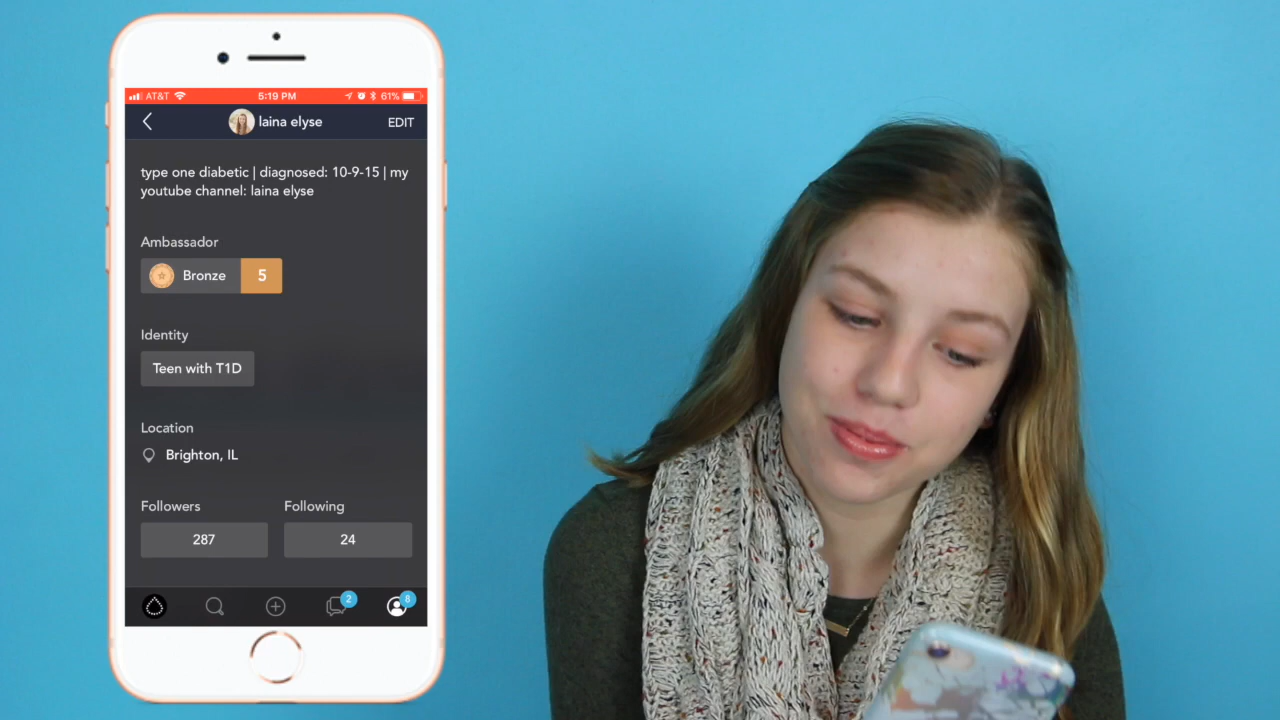 AT&T 5:19 PM 61%
laina elyse EDIT
type one diabetic | diagnosed: 10-9-15 | my
youtube channel: laina elyse
Ambassador
Bronze 5
Identity
Teen with T1D
Location
Brighton, IL
Followers Following
287 24
2 8